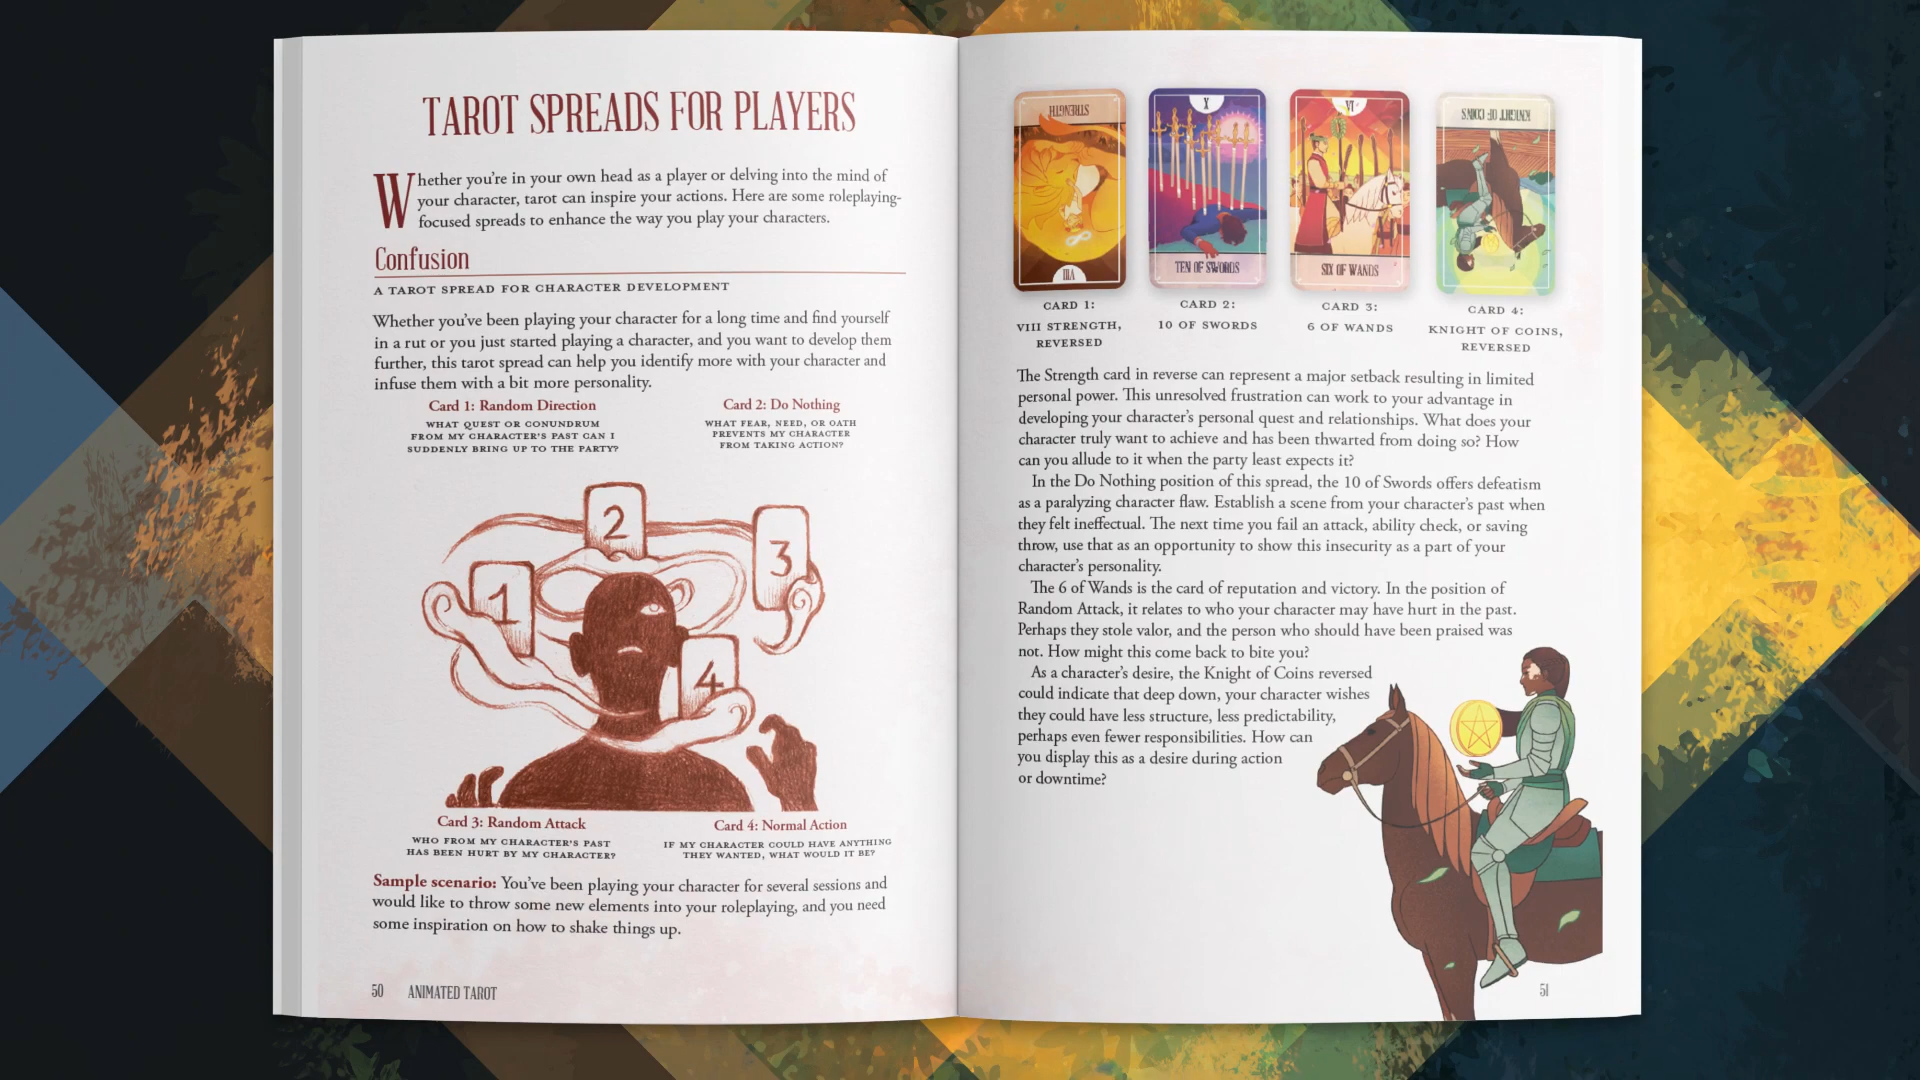 TAROT SPREADS FOR PLAYERS
Whether you're in your own head as a player or delving into the mind of
your character, tarot can inspire your actions. Here are some roleplaying-
focused spreads to enhance the way you play your characters.
Confusion
A TAROT SPREAD FOR CHARACTER DEVELOPMENT
Whether you've been playing your character for a long time and find yourself
in a rut or you just started playing a character, and you want to develop them
further, this tarot spread can help you identify more with your character and
infuse them with a bit more personality.
Card 1: Random Direction
WHAT QUEST OR CONUNDRUM
FROM MY CHARACTER'S PAST CAN I
SUDDENLY BRING UP TO THE PARTY?
Card 2: Do Nothing
WHAT FEAR, NEED, OR OATH
PREVENTS MY CHARACTER
FROM TAKING ACTION?
1
2
3
4
Card 3: Random Attack
WHO FROM MY CHARACTER'S PAST
HAS BEEN HURT BY MY CHARACTER?
Card 4: Normal Action
IF MY CHARACTER COULD HAVE ANYTHING
THEY WANTED, WHAT WOULD IT BE?
Sample scenario: You've been playing your character for several sessions and
would like to throw some new elements into your roleplaying, and you need
some inspiration on how to shake things up.
50 ANIMATED TAROT
STRENGTH
VIII
CARD 1:
VIII STRENGTH,
REVERSED
X
TEN OF SWORDS
CARD 2:
10 OF SWORDS
VI
SIX OF WANDS
CARD 3:
6 OF WANDS
KNIGHT OF COINS
CARD 4:
KNIGHT OF COINS,
REVERSED
The Strength card in reverse can represent a major setback resulting in limited
personal power. This unresolved frustration can work to your advantage in
developing your character's personal quest and relationships. What does your
character truly want to achieve and has been thwarted from doing so? How
can you allude to it when the party least expects it?
In the Do Nothing position of this spread, the 10 of Swords offers defeatism
as a paralyzing character flaw. Establish a scene from your character's past when
they felt ineffectual. The next time you fail an attack, ability check, or saving
throw, use that as an opportunity to show this insecurity as a part of your
character's personality.
The 6 of Wands is the card of reputation and victory. In the position of
Random Attack, it relates to who your character may have hurt in the past.
Perhaps they stole valor, and the person who should have been praised was
not. How might this come back to bite you?
As a character's desire, the Knight of Coins reversed
could indicate that deep down, your character wishes
they could have less structure, less predictability,
perhaps even fewer responsibilities. How can
you display this as a desire during action
or downtime?
51